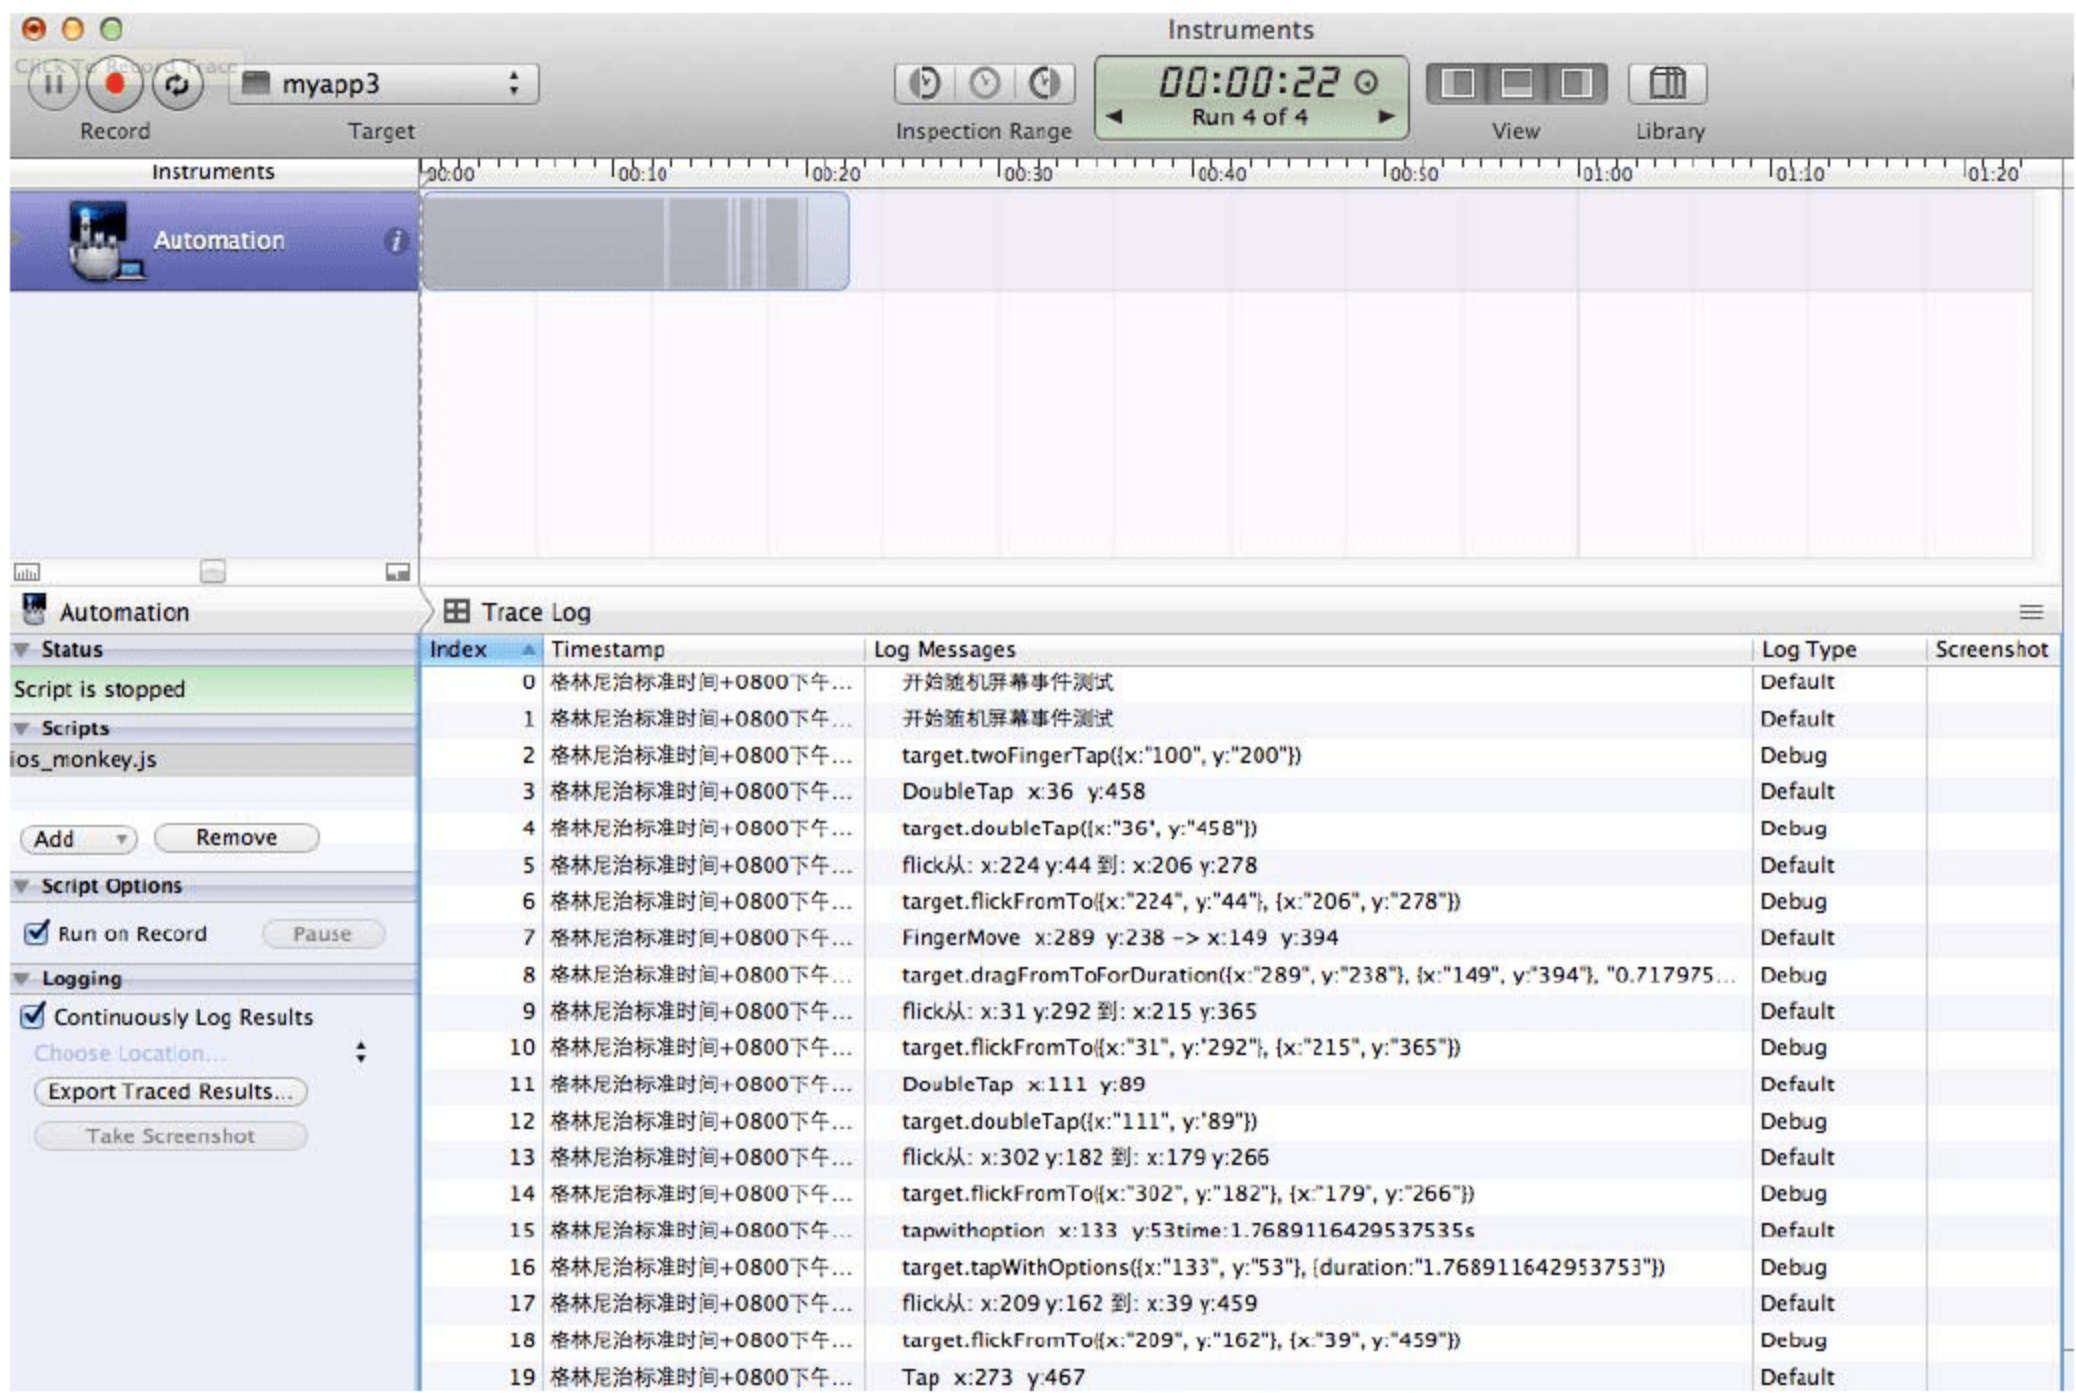 Instruments
Click To Record Trace
myapp3
00:00:22
Run 4 of 4
Record
Target
Inspection Range
View
Library
Instruments
00:00 00:10 00:20 00:30 00:40 00:50 01:00 01:10 01:20
Automation
Automation
Trace Log
Status
Script is stopped
Scripts
ios_monkey.js
Add
Remove
Script Options
Run on Record
Pause
Logging
Continuously Log Results
Choose Location...
Export Traced Results...
Take Screenshot
Index Timestamp Log Messages Log Type Screenshot
0 格林尼治标准时间+0800下午... 开始随机屏幕事件测试 Default
1 格林尼治标准时间+0800下午... 开始随机屏幕事件测试 Default
2 格林尼治标准时间+0800下午... target.twoFingerTap({x:"100", y:"200"}) Debug
3 格林尼治标准时间+0800下午... DoubleTap x:36 y:458 Default
4 格林尼治标准时间+0800下午... target.doubleTap({x:"36", y:"458"}) Debug
5 格林尼治标准时间+0800下午... flick从: x:224 y:44 到: x:206 y:278 Default
6 格林尼治标准时间+0800下午... target.flickFromTo({x:"224", y:"44"}, {x:"206", y:"278"}) Debug
7 格林尼治标准时间+0800下午... FingerMove x:289 y:238 -> x:149 y:394 Default
8 格林尼治标准时间+0800下午... target.dragFromToForDuration({x:"289", y:"238"}, {x:"149", y:"394"}, "0.717975... Debug
9 格林尼治标准时间+0800下午... flick从: x:31 y:292 到: x:215 y:365 Default
10 格林尼治标准时间+0800下午... target.flickFromTo({x:"31", y:"292"}, {x:"215", y:"365"}) Debug
11 格林尼治标准时间+0800下午... DoubleTap x:111 y:89 Default
12 格林尼治标准时间+0800下午... target.doubleTap({x:"111", y:"89"}) Debug
13 格林尼治标准时间+0800下午... flick从: x:302 y:182 到: x:179 y:266 Default
14 格林尼治标准时间+0800下午... target.flickFromTo({x:"302", y:"182"}, {x:"179", y:"266"}) Debug
15 格林尼治标准时间+0800下午... tapwithoption x:133 y:53time:1.7689116429537535s Default
16 格林尼治标准时间+0800下午... target.tapWithOptions({x:"133", y:"53"}, {duration:"1.768911642953753"}) Debug
17 格林尼治标准时间+0800下午... flick从: x:209 y:162 到: x:39 y:459 Default
18 格林尼治标准时间+0800下午... target.flickFromTo({x:"209", y:"162"}, {x:"39", y:"459"}) Debug
19 格林尼治标准时间+0800下午... Tap x:273 y:467 Default